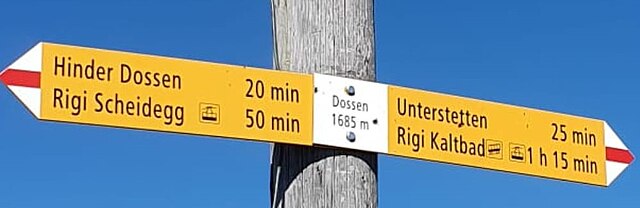 Hinder Dossen 20 min
Rigi Scheidegg 50 min
Dossen
1685 m
Unterstetten 25 min
Rigi Kaltbad 1 h 15 min